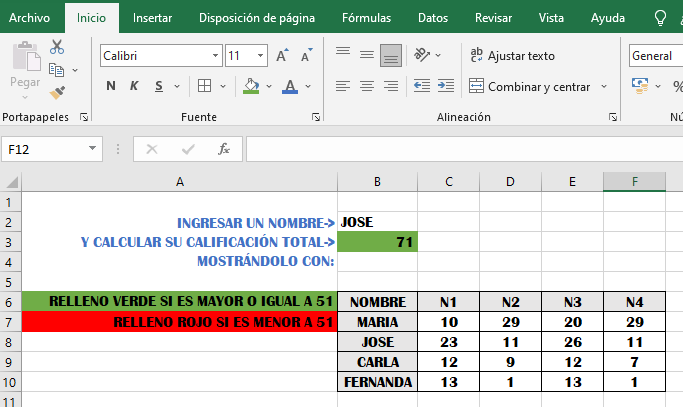 Archivo Inicio Insertar Disposición de página Fórmulas Datos Revisar Vista Ayuda
Calibri 11 A A ab Ajustar texto General
Pegar N K S A Combinar y centrar %
Portapapeles Fuente Alineación
F12 fx
A B C D E F
1
2 INGRESAR UN NOMBRE-> JOSE
3 Y CALCULAR SU CALIFICACIÓN TOTAL-> 71
4 MOSTRÁNDOLO CON:
5
6 RELLENO VERDE SI ES MAYOR O IGUAL A 51 NOMBRE N1 N2 N3 N4
7 RELLENO ROJO SI ES MENOR A 51 MARIA 10 29 20 29
8 JOSE 23 11 26 11
9 CARLA 12 9 12 7
10 FERNANDA 13 1 13 1
11